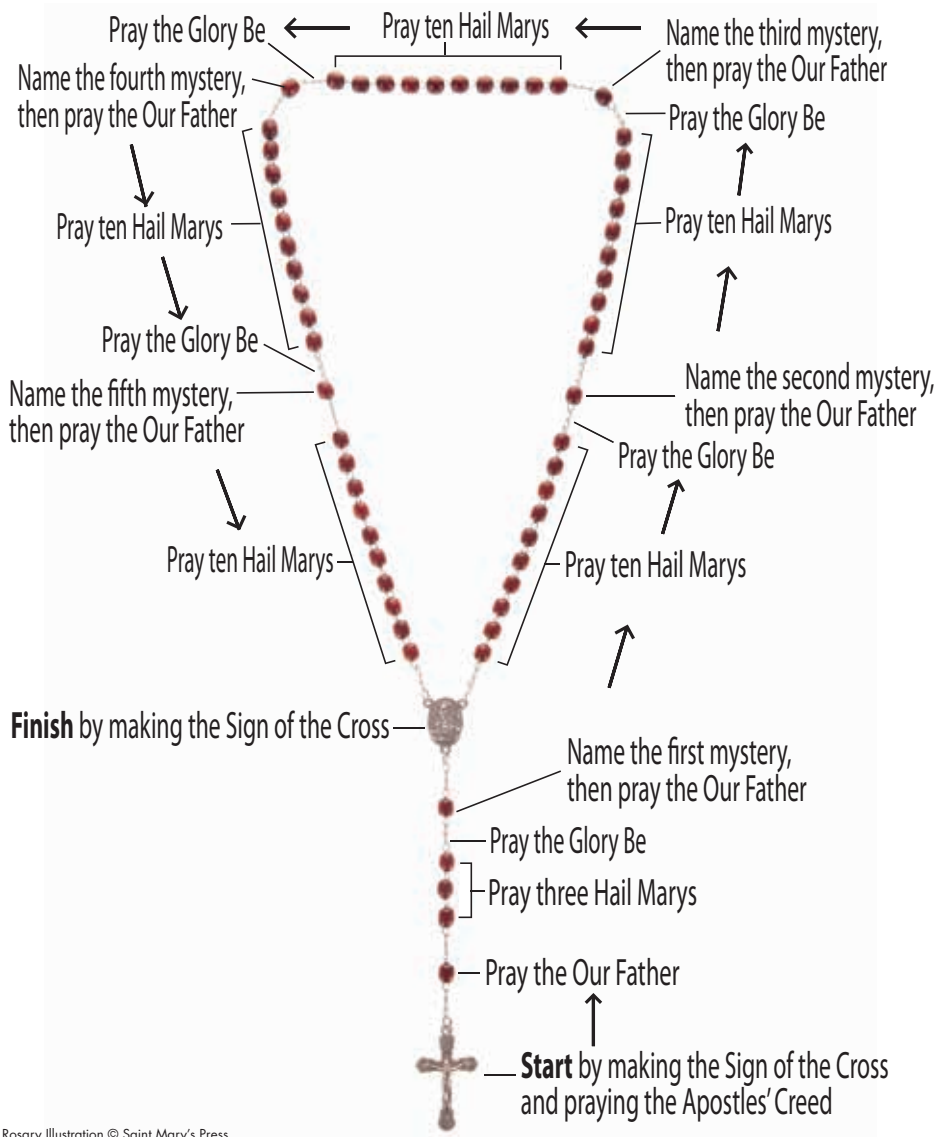 Pray the Glory Be
Pray ten Hail Marys
Name the third mystery,
then pray the Our Father
Name the fourth mystery,
then pray the Our Father
Pray the Glory Be
Pray ten Hail Marys
Pray ten Hail Marys
Pray the Glory Be
Name the fifth mystery,
then pray the Our Father
Name the second mystery,
then pray the Our Father
Pray the Glory Be
Pray ten Hail Marys
Pray ten Hail Marys
Finish by making the Sign of the Cross
Name the first mystery,
then pray the Our Father
Pray the Glory Be
Pray three Hail Marys
Pray the Our Father
Start by making the Sign of the Cross
and praying the Apostles' Creed
Rosary Illustration © Saint Mary's Press